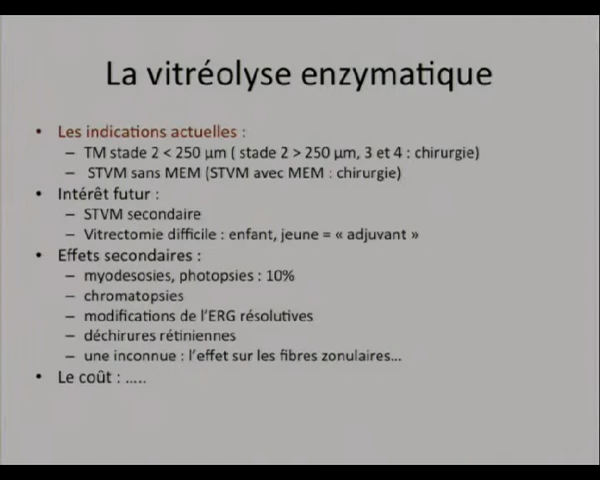 La vitréolyse enzymatique
• Les indications actuelles :
– TM stade 2 < 250 µm ( stade 2 > 250 µm, 3 et 4 : chirurgie)
– STVM sans MEM (STVM avec MEM : chirurgie)
• Intérêt futur :
– STVM secondaire
– Vitrectomie difficile : enfant, jeune = « adjuvant »
• Effets secondaires :
– myodesosies, photopsies : 10%
– chromatopsies
– modifications de l'ERG résolutives
– déchirures rétiniennes
– une inconnue : l'effet sur les fibres zonulaires...
• Le coût : .....